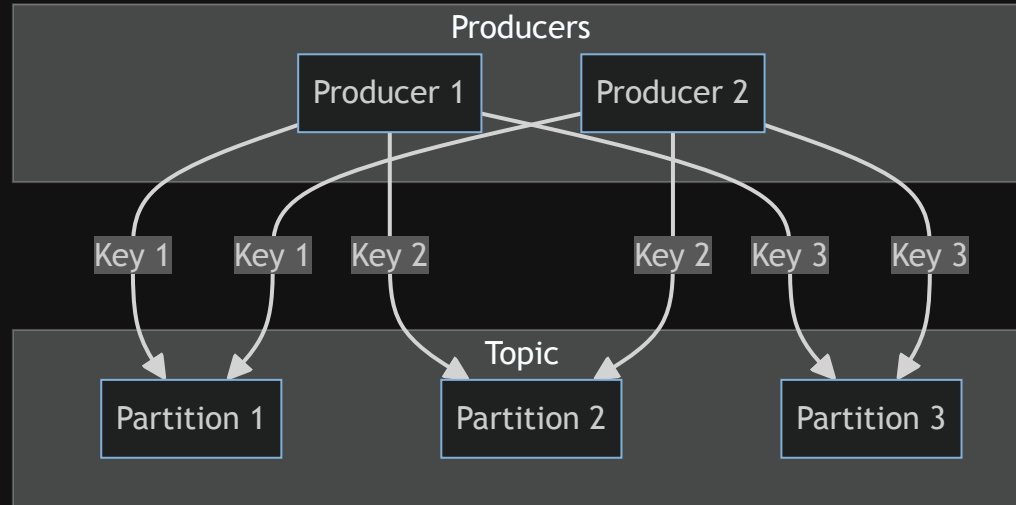 Producers
Producer 1
Producer 2
Key 1
Key 1
Key 2
Key 2
Key 3
Key 3
Topic
Partition 1
Partition 2
Partition 3